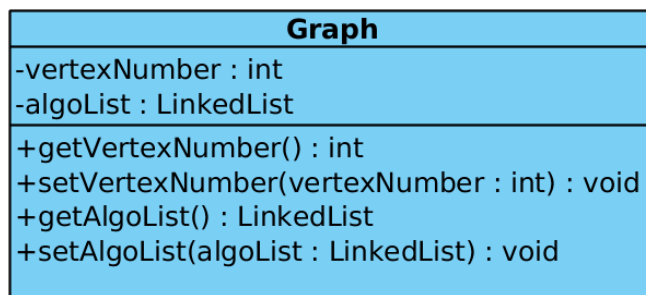 Graph
-vertexNumber : int
-algoList : LinkedList
+getVertexNumber() : int
+setVertexNumber(vertexNumber : int) : void
+getAlgoList() : LinkedList
+setAlgoList(algoList : LinkedList) : void